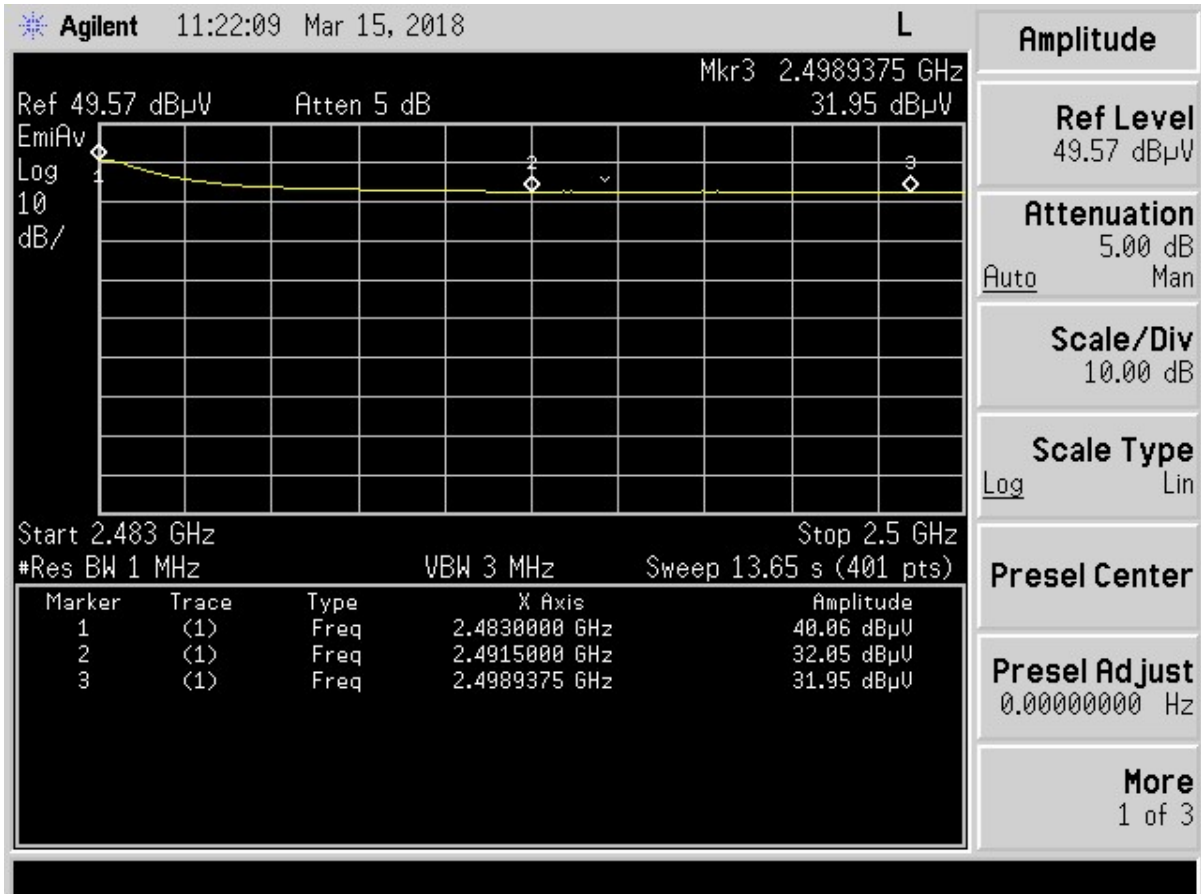 Agilent 11:22:09 Mar 15, 2018 L
Mkr3 2.4989375 GHz
Ref 49.57 dBµV Atten 5 dB 31.95 dBµV
EmiAv
Log
10
dB/
1
2
3
Start 2.483 GHz Stop 2.5 GHz
#Res BW 1 MHz VBW 3 MHz Sweep 13.65 s (401 pts)
Marker Trace Type X Axis Amplitude
1 (1) Freq 2.4830000 GHz 40.06 dBµV
2 (1) Freq 2.4915000 GHz 32.05 dBµV
3 (1) Freq 2.4989375 GHz 31.95 dBµV
Amplitude
Ref Level
49.57 dBµV
Attenuation
5.00 dB
Auto Man
Scale/Div
10.00 dB
Scale Type
Log Lin
Presel Center
Presel Adjust
0.00000000 Hz
More
1 of 3